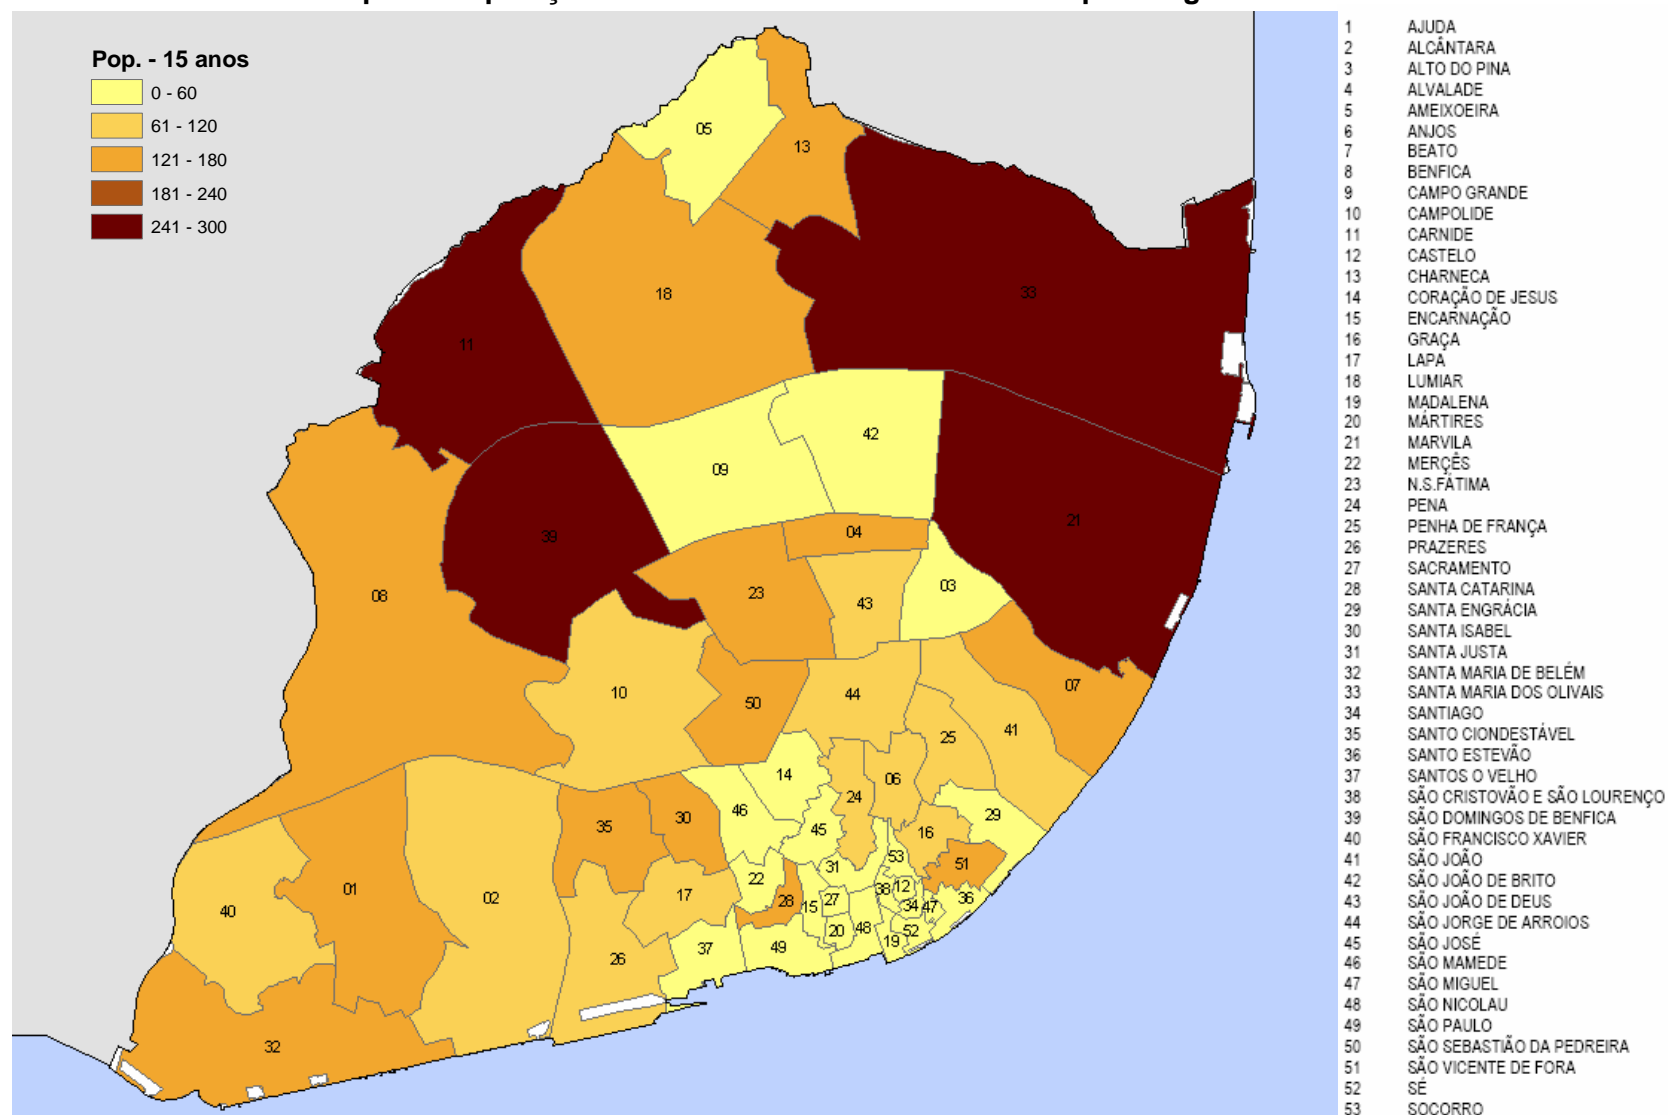 Pop. - 15 anos
0 - 60
61 - 120
121 - 180
181 - 240
241 - 300
05
13
18
33
11
42
09
21
39
04
08
23
43
03
10
50
44
07
41
25
14
06
24
46
45
29
35
30
16
53
51
31
22
01
02
17
28
15
27
38
12
34
47
36
40
20
48
52
19
37
49
26
32
1 AJUDA
2 ALCÂNTARA
3 ALTO DO PINA
4 ALVALADE
5 AMEIXOEIRA
6 ANJOS
7 BEATO
8 BENFICA
9 CAMPO GRANDE
10 CAMPOLIDE
11 CARNIDE
12 CASTELO
13 CHARNECA
14 CORAÇÃO DE JESUS
15 ENCARNAÇÃO
16 GRAÇA
17 LAPA
18 LUMIAR
19 MADALENA
20 MÁRTIRES
21 MARVILA
22 MERÇÊS
23 N.S.FÁTIMA
24 PENA
25 PENHA DE FRANÇA
26 PRAZERES
27 SACRAMENTO
28 SANTA CATARINA
29 SANTA ENGRÁCIA
30 SANTA ISABEL
31 SANTA JUSTA
32 SANTA MARIA DE BELÉM
33 SANTA MARIA DOS OLIVAIS
34 SANTIAGO
35 SANTO CIONDESTÁVEL
36 SANTO ESTEVÃO
37 SANTOS O VELHO
38 SÃO CRISTOVÃO E SÃO LOURENÇO
39 SÃO DOMINGOS DE BENFICA
40 SÃO FRANCISCO XAVIER
41 SÃO JOÃO
42 SÃO JOÃO DE BRITO
43 SÃO JOÃO DE DEUS
44 SÃO JORGE DE ARROIOS
45 SÃO JOSÉ
46 SÃO MAMEDE
47 SÃO MIGUEL
48 SÃO NICOLAU
49 SÃO PAULO
50 SÃO SEBASTIÃO DA PEDREIRA
51 SÃO VICENTE DE FORA
52 SÉ
53 SOCORRO